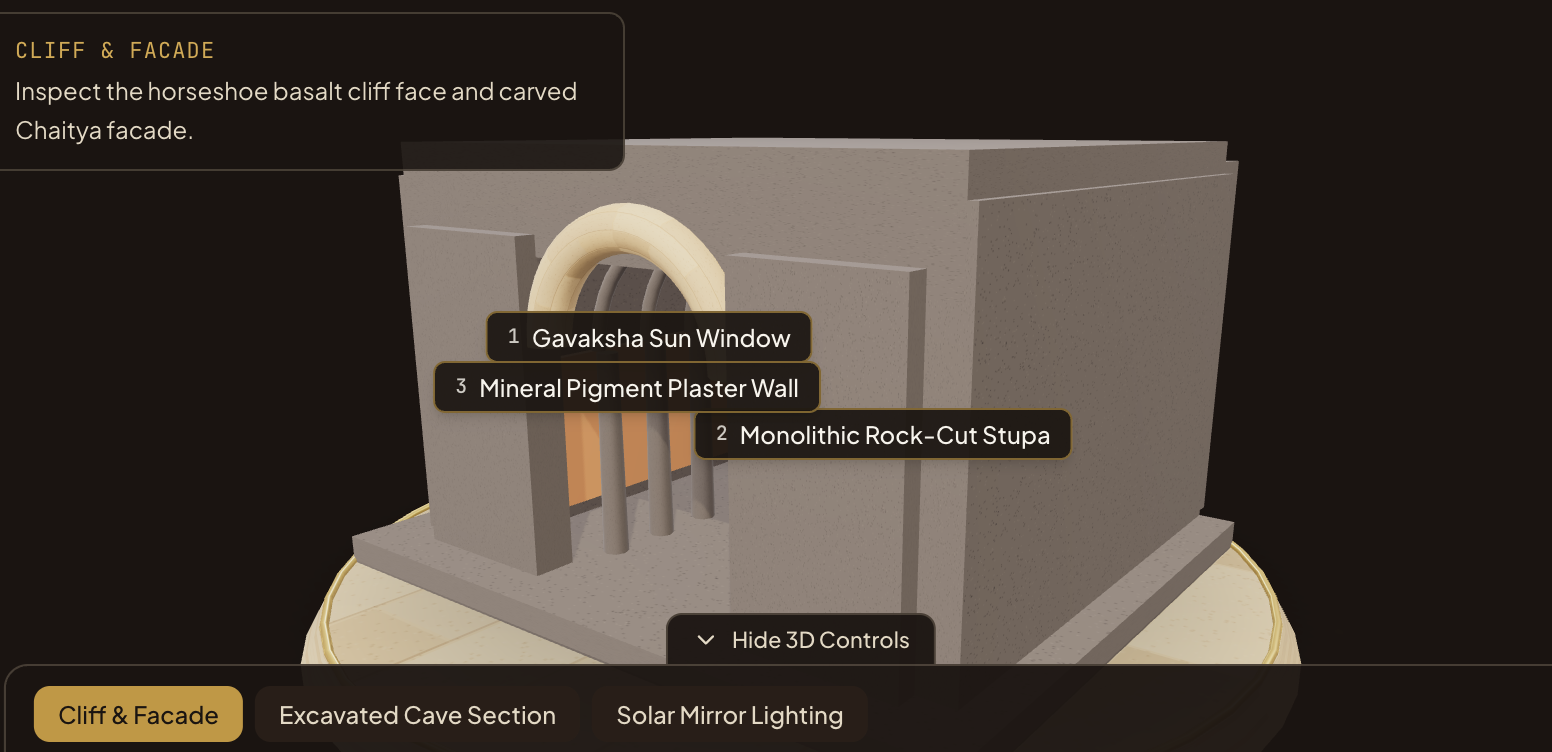 CLIFF & FACADE
Inspect the horseshoe basalt cliff face and carved
Chaitya facade.
1 Gavaksha Sun Window
3 Mineral Pigment Plaster Wall
2 Monolithic Rock-Cut Stupa
Hide 3D Controls
Cliff & Facade Excavated Cave Section Solar Mirror Lighting